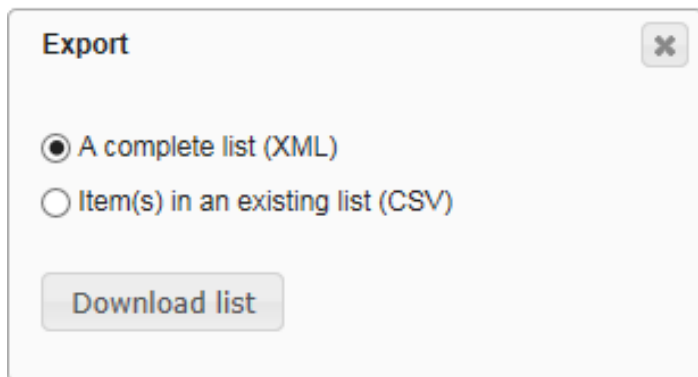 Export
A complete list (XML)
Item(s) in an existing list (CSV)
Download list